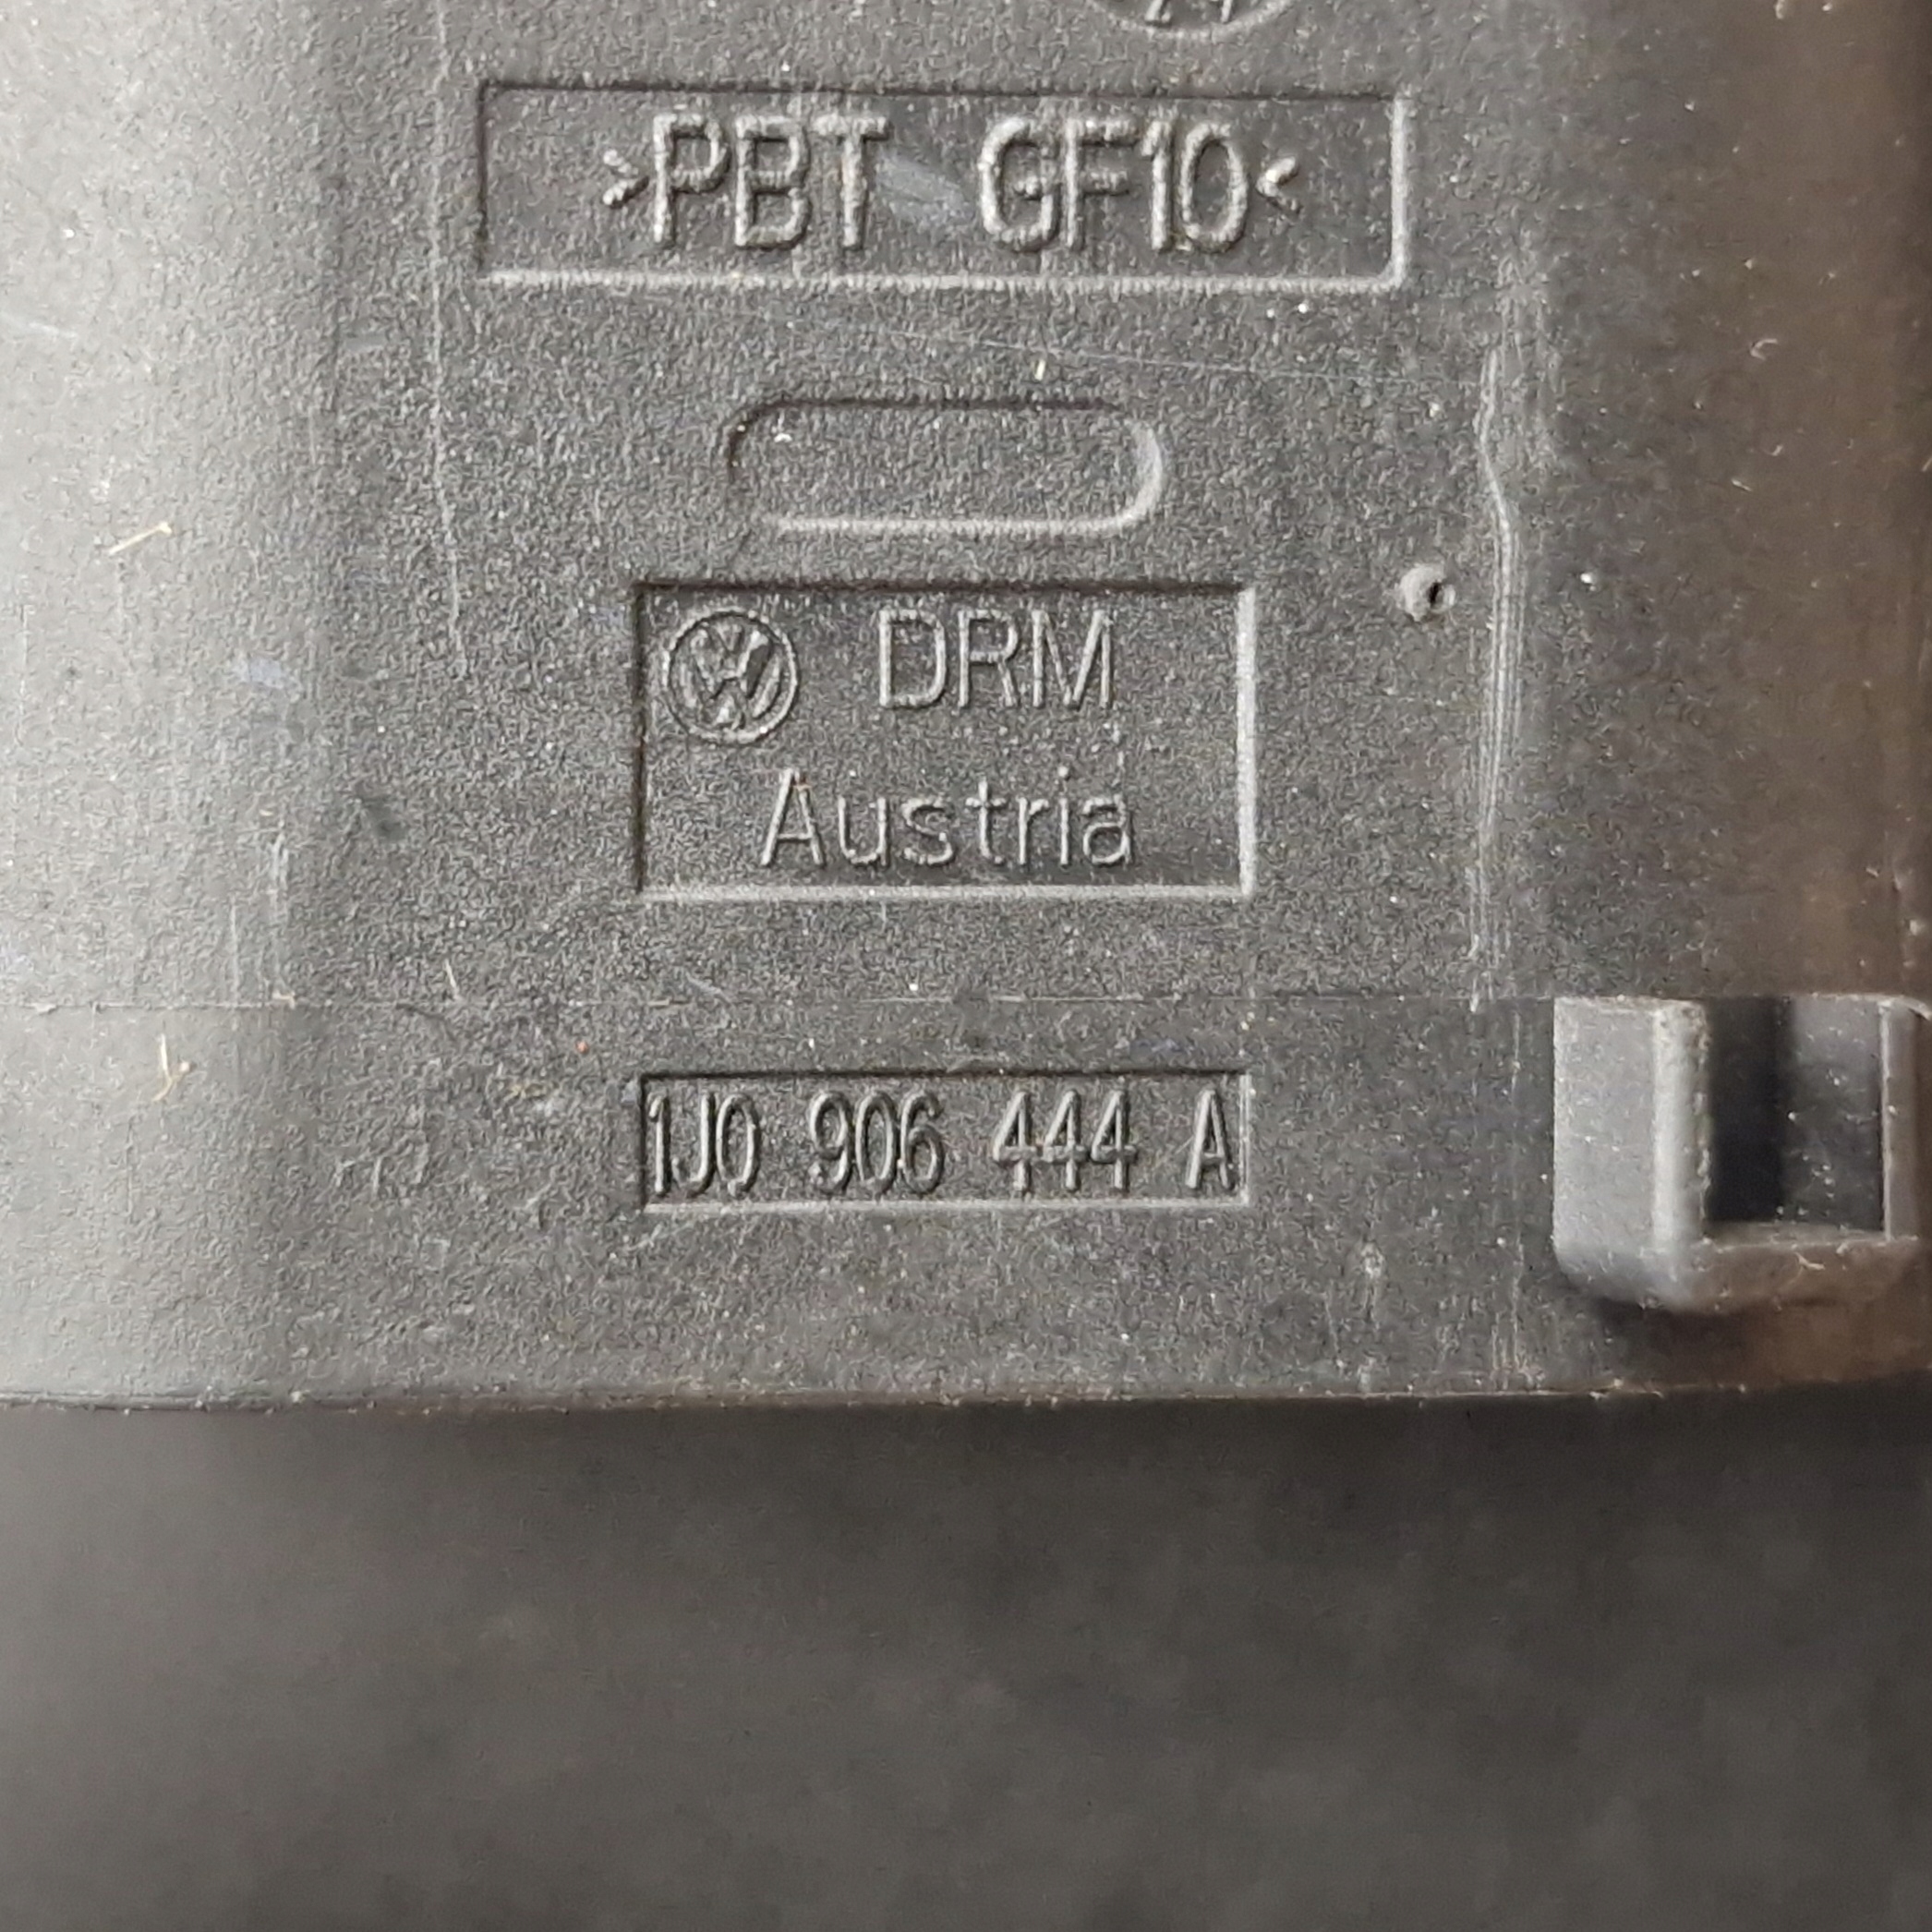 >PBT GF10<
DRM
Austria
1J0 906 444 A